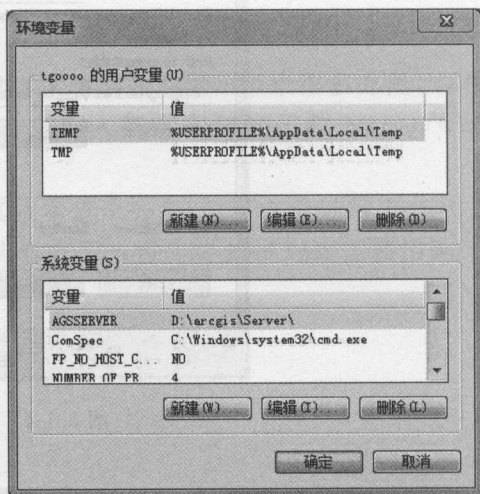 环境变量
tgoooo 的用户变量(U)
变量 值
TEMP %USERPROFILE%\AppData\Local\Temp
TMP %USERPROFILE%\AppData\Local\Temp
新建(N)... 编辑(E)... 删除(D)
系统变量(S)
变量 值
AGSSERVER D:\arcgis\Server\
ComSpec C:\Windows\system32\cmd.exe
FP_NO_HOST_C... NO
NUMBER_OF_PR... 4
新建(W)... 编辑(I)... 删除(L)
确定 取消